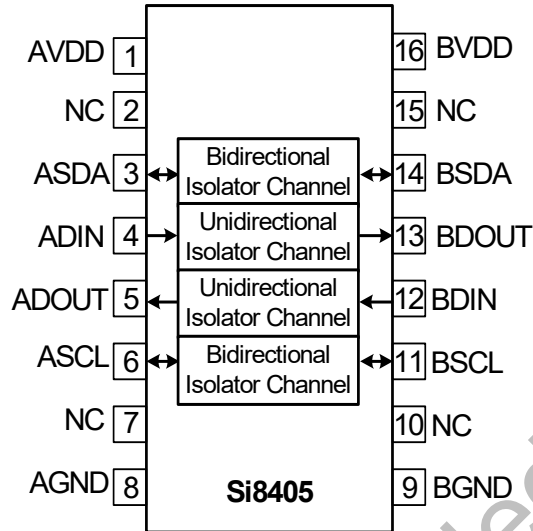 AVDD 1 16 BVDD
NC 2 15 NC
ASDA 3 Bidirectional Isolator Channel 14 BSDA
ADIN 4 Unidirectional Isolator Channel 13 BDOUT
ADOUT 5 Unidirectional Isolator Channel 12 BDIN
ASCL 6 Bidirectional Isolator Channel 11 BSCL
NC 7 10 NC
AGND 8 Si8405 9 BGND